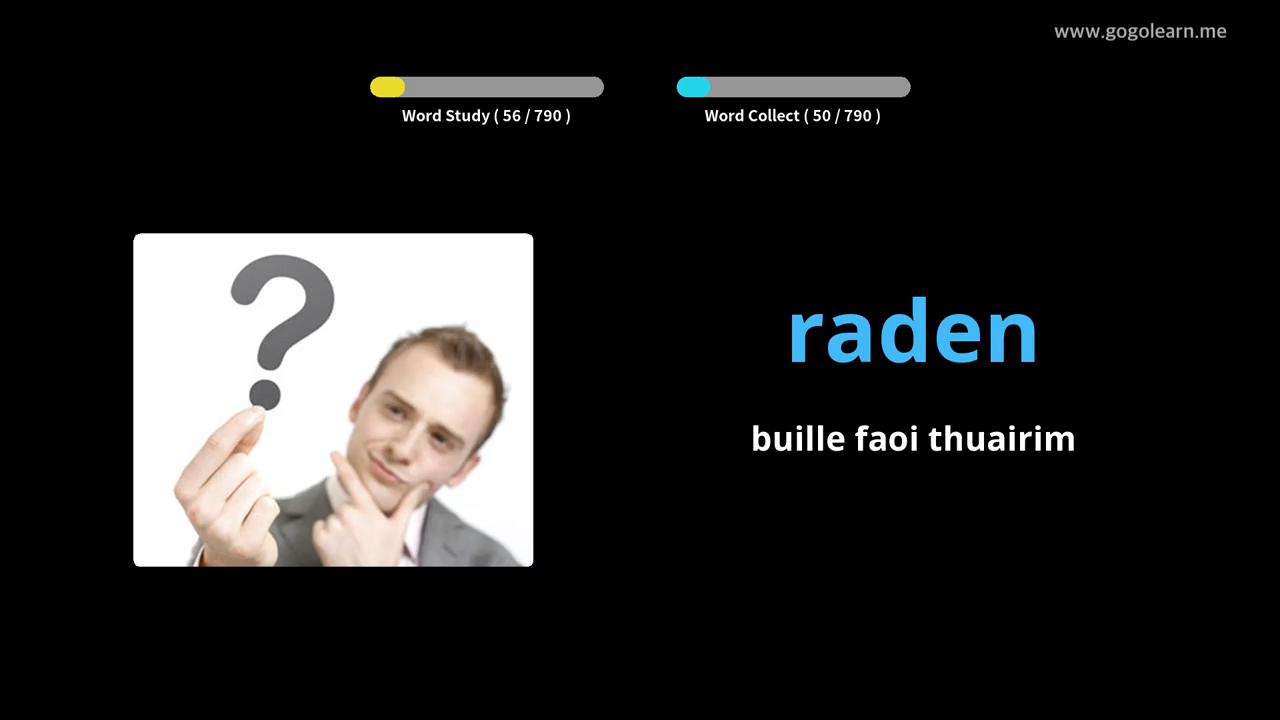 www.gogolearn.me
Word Study ( 56 / 790 )
Word Collect ( 50 / 790 )
?
raden
buille faoi thuairim